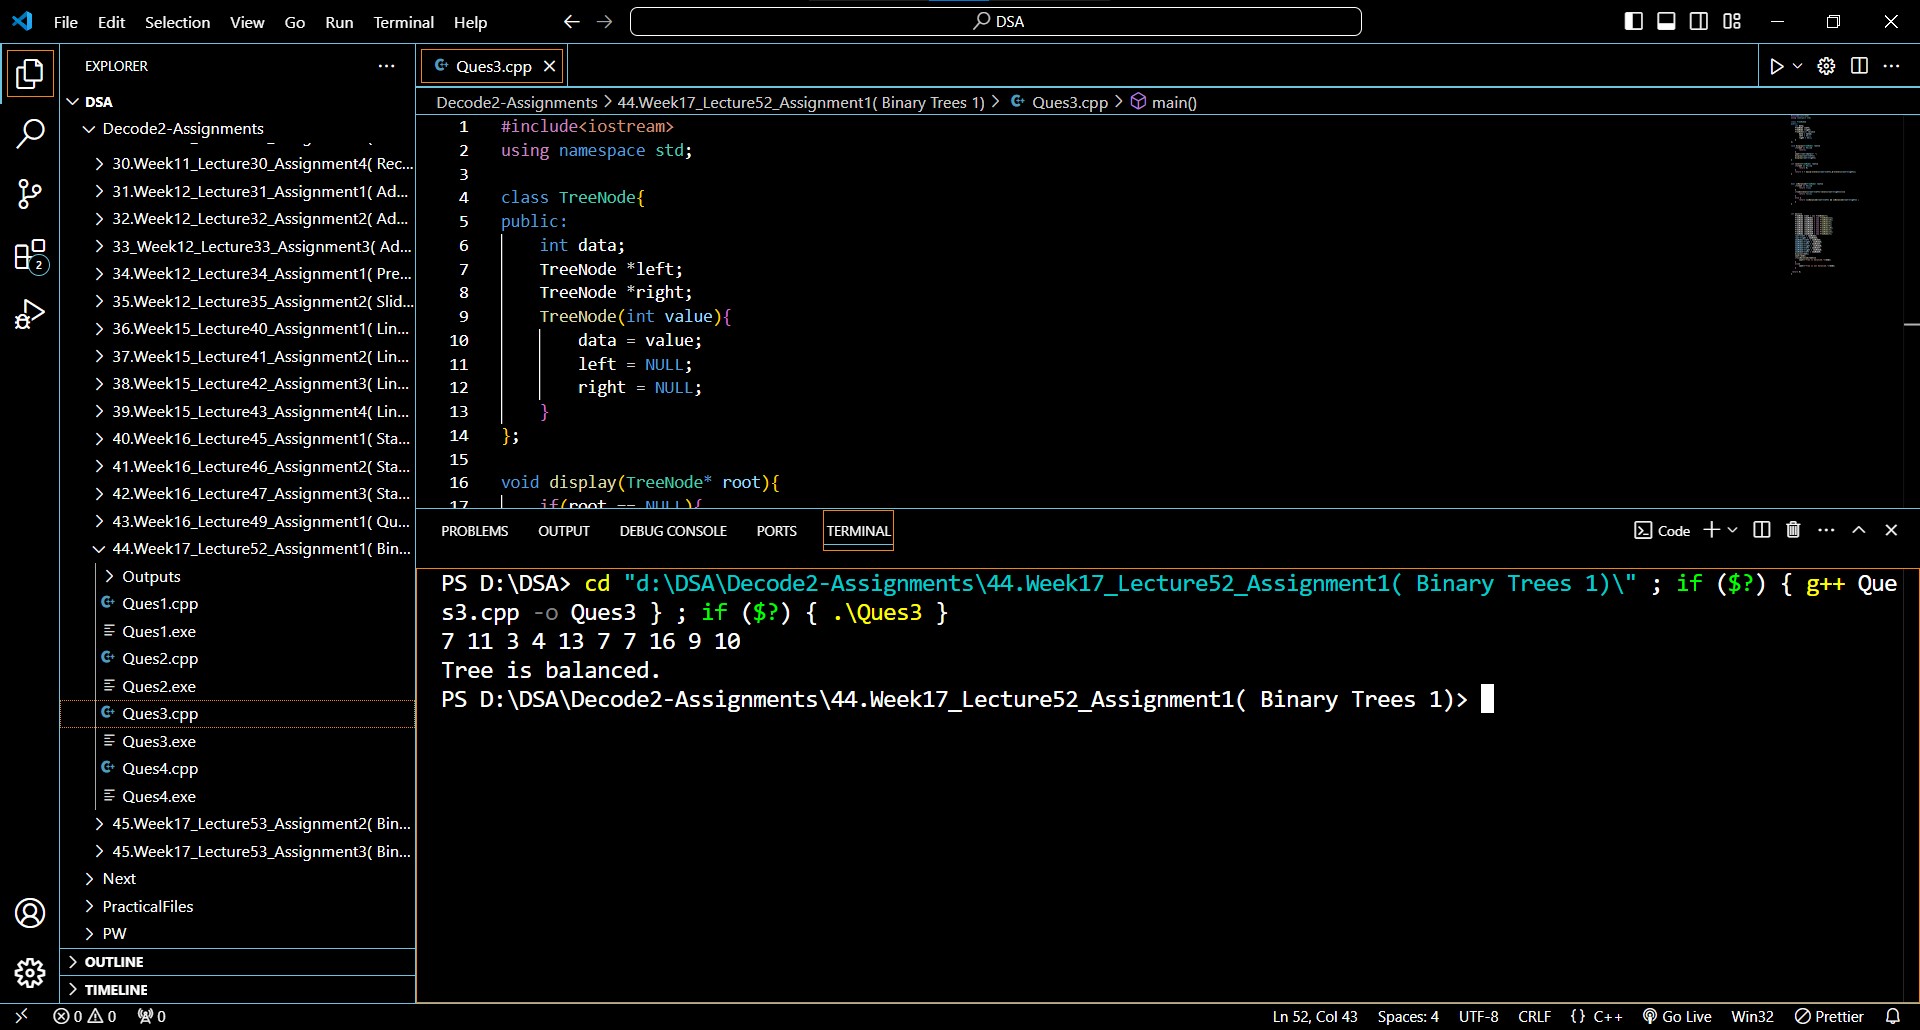 File Edit Selection View Go Run Terminal Help
DSA
EXPLORER
DSA
Decode2-Assignments
30.Week11_Lecture30_Assignment4( Rec...
31.Week12_Lecture31_Assignment1( Ad...
32.Week12_Lecture32_Assignment2( Ad...
33_Week12_Lecture33_Assignment3( Ad...
34.Week12_Lecture34_Assignment1( Pre...
35.Week12_Lecture35_Assignment2( Slid...
36.Week15_Lecture40_Assignment1( Lin...
37.Week15_Lecture41_Assignment2( Lin...
38.Week15_Lecture42_Assignment3( Lin...
39.Week15_Lecture43_Assignment4( Lin...
40.Week16_Lecture45_Assignment1( Sta...
41.Week16_Lecture46_Assignment2( Sta...
42.Week16_Lecture47_Assignment3( Sta...
43.Week16_Lecture49_Assignment1( Qu...
44.Week17_Lecture52_Assignment1( Bin...
Outputs
Ques1.cpp
Ques1.exe
Ques2.cpp
Ques2.exe
Ques3.cpp
Ques3.exe
Ques4.cpp
Ques4.exe
45.Week17_Lecture53_Assignment2( Bin...
45.Week17_Lecture53_Assignment3( Bin...
Next
PracticalFiles
PW
OUTLINE
TIMELINE
2
Ques3.cpp
Decode2-Assignments > 44.Week17_Lecture52_Assignment1( Binary Trees 1) > Ques3.cpp > main()
1 #include<iostream>
2 using namespace std;
3
4 class TreeNode{
5 public:
6 int data;
7 TreeNode *left;
8 TreeNode *right;
9 TreeNode(int value){
10 data = value;
11 left = NULL;
12 right = NULL;
13 }
14 };
15
16 void display(TreeNode* root){
17 if(root == NULL){
PROBLEMS OUTPUT DEBUG CONSOLE PORTS TERMINAL
Code
PS D:\DSA> cd "d:\DSA\Decode2-Assignments\44.Week17_Lecture52_Assignment1( Binary Trees 1)\" ; if ($?) { g++ Que
s3.cpp -o Ques3 } ; if ($?) { .\Ques3 }
7 11 3 4 13 7 7 16 9 10
Tree is balanced.
PS D:\DSA\Decode2-Assignments\44.Week17_Lecture52_Assignment1( Binary Trees 1)>
0 0 0
Ln 52, Col 43 Spaces: 4 UTF-8 CRLF {} C++ Go Live Win32 Prettier